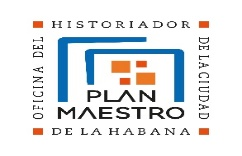 OFICINA DEL
HISTORIADOR
DE LA CIUDAD
DE LA HABANA
PLAN
MAESTRO